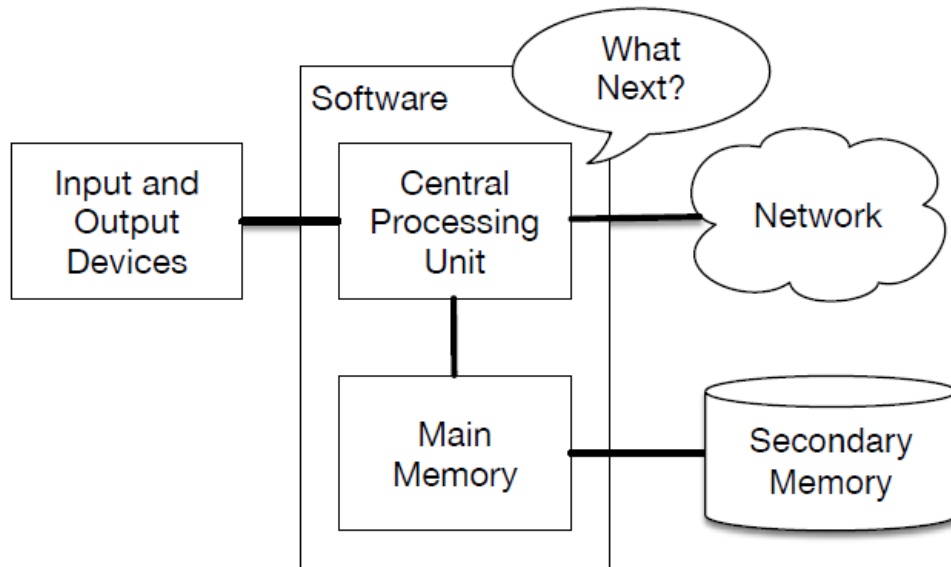 What
Next?
Software
Input and
Output
Devices
Central
Processing
Unit
Network
Main
Memory
Secondary
Memory